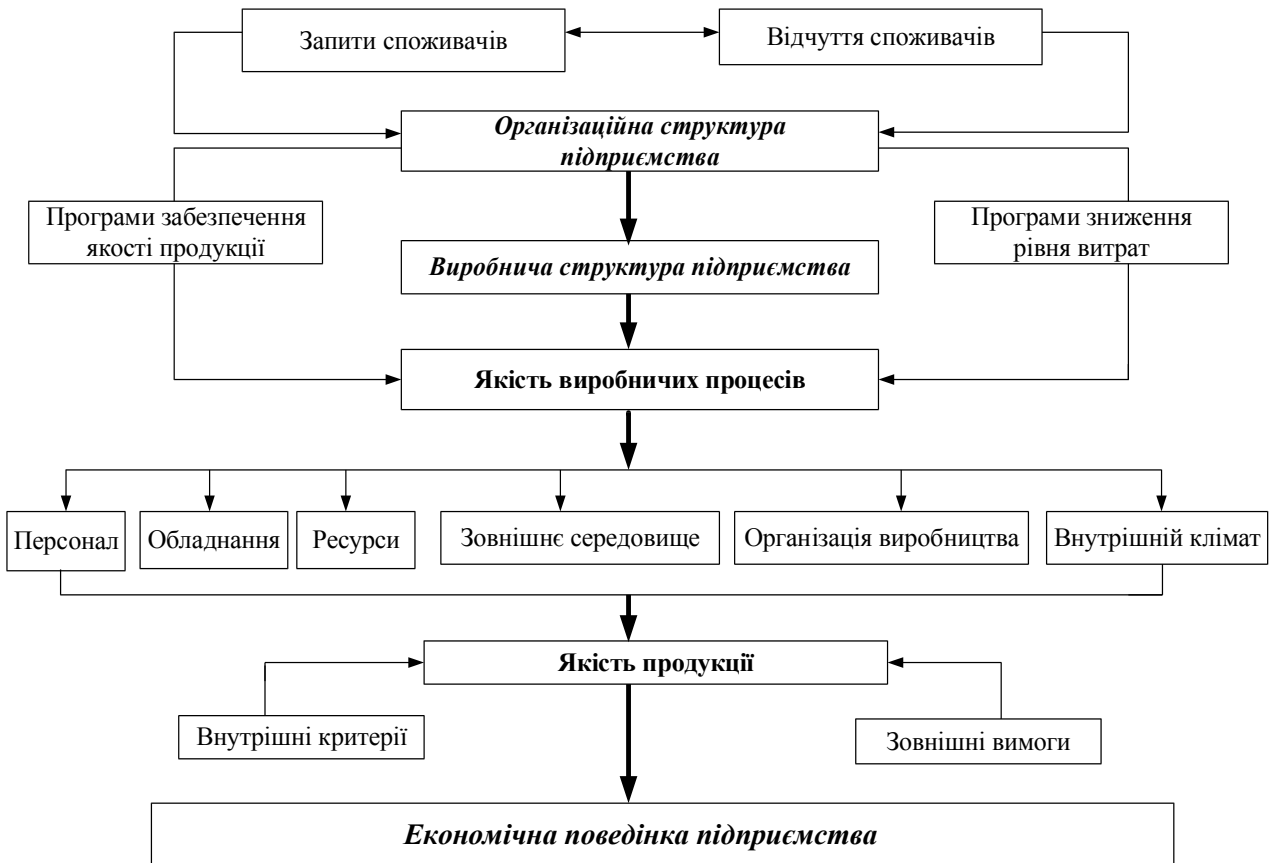 Запити споживачів
Відчуття споживачів
Організаційна структура
підприємства
Програми забезпечення
якості продукції
Програми зниження
рівня витрат
Виробнича структура підприємства
Якість виробничих процесів
Персонал
Обладнання
Ресурси
Зовнішнє середовище
Організація виробництва
Внутрішній клімат
Якість продукції
Внутрішні критерії
Зовнішні вимоги
Економічна поведінка підприємства